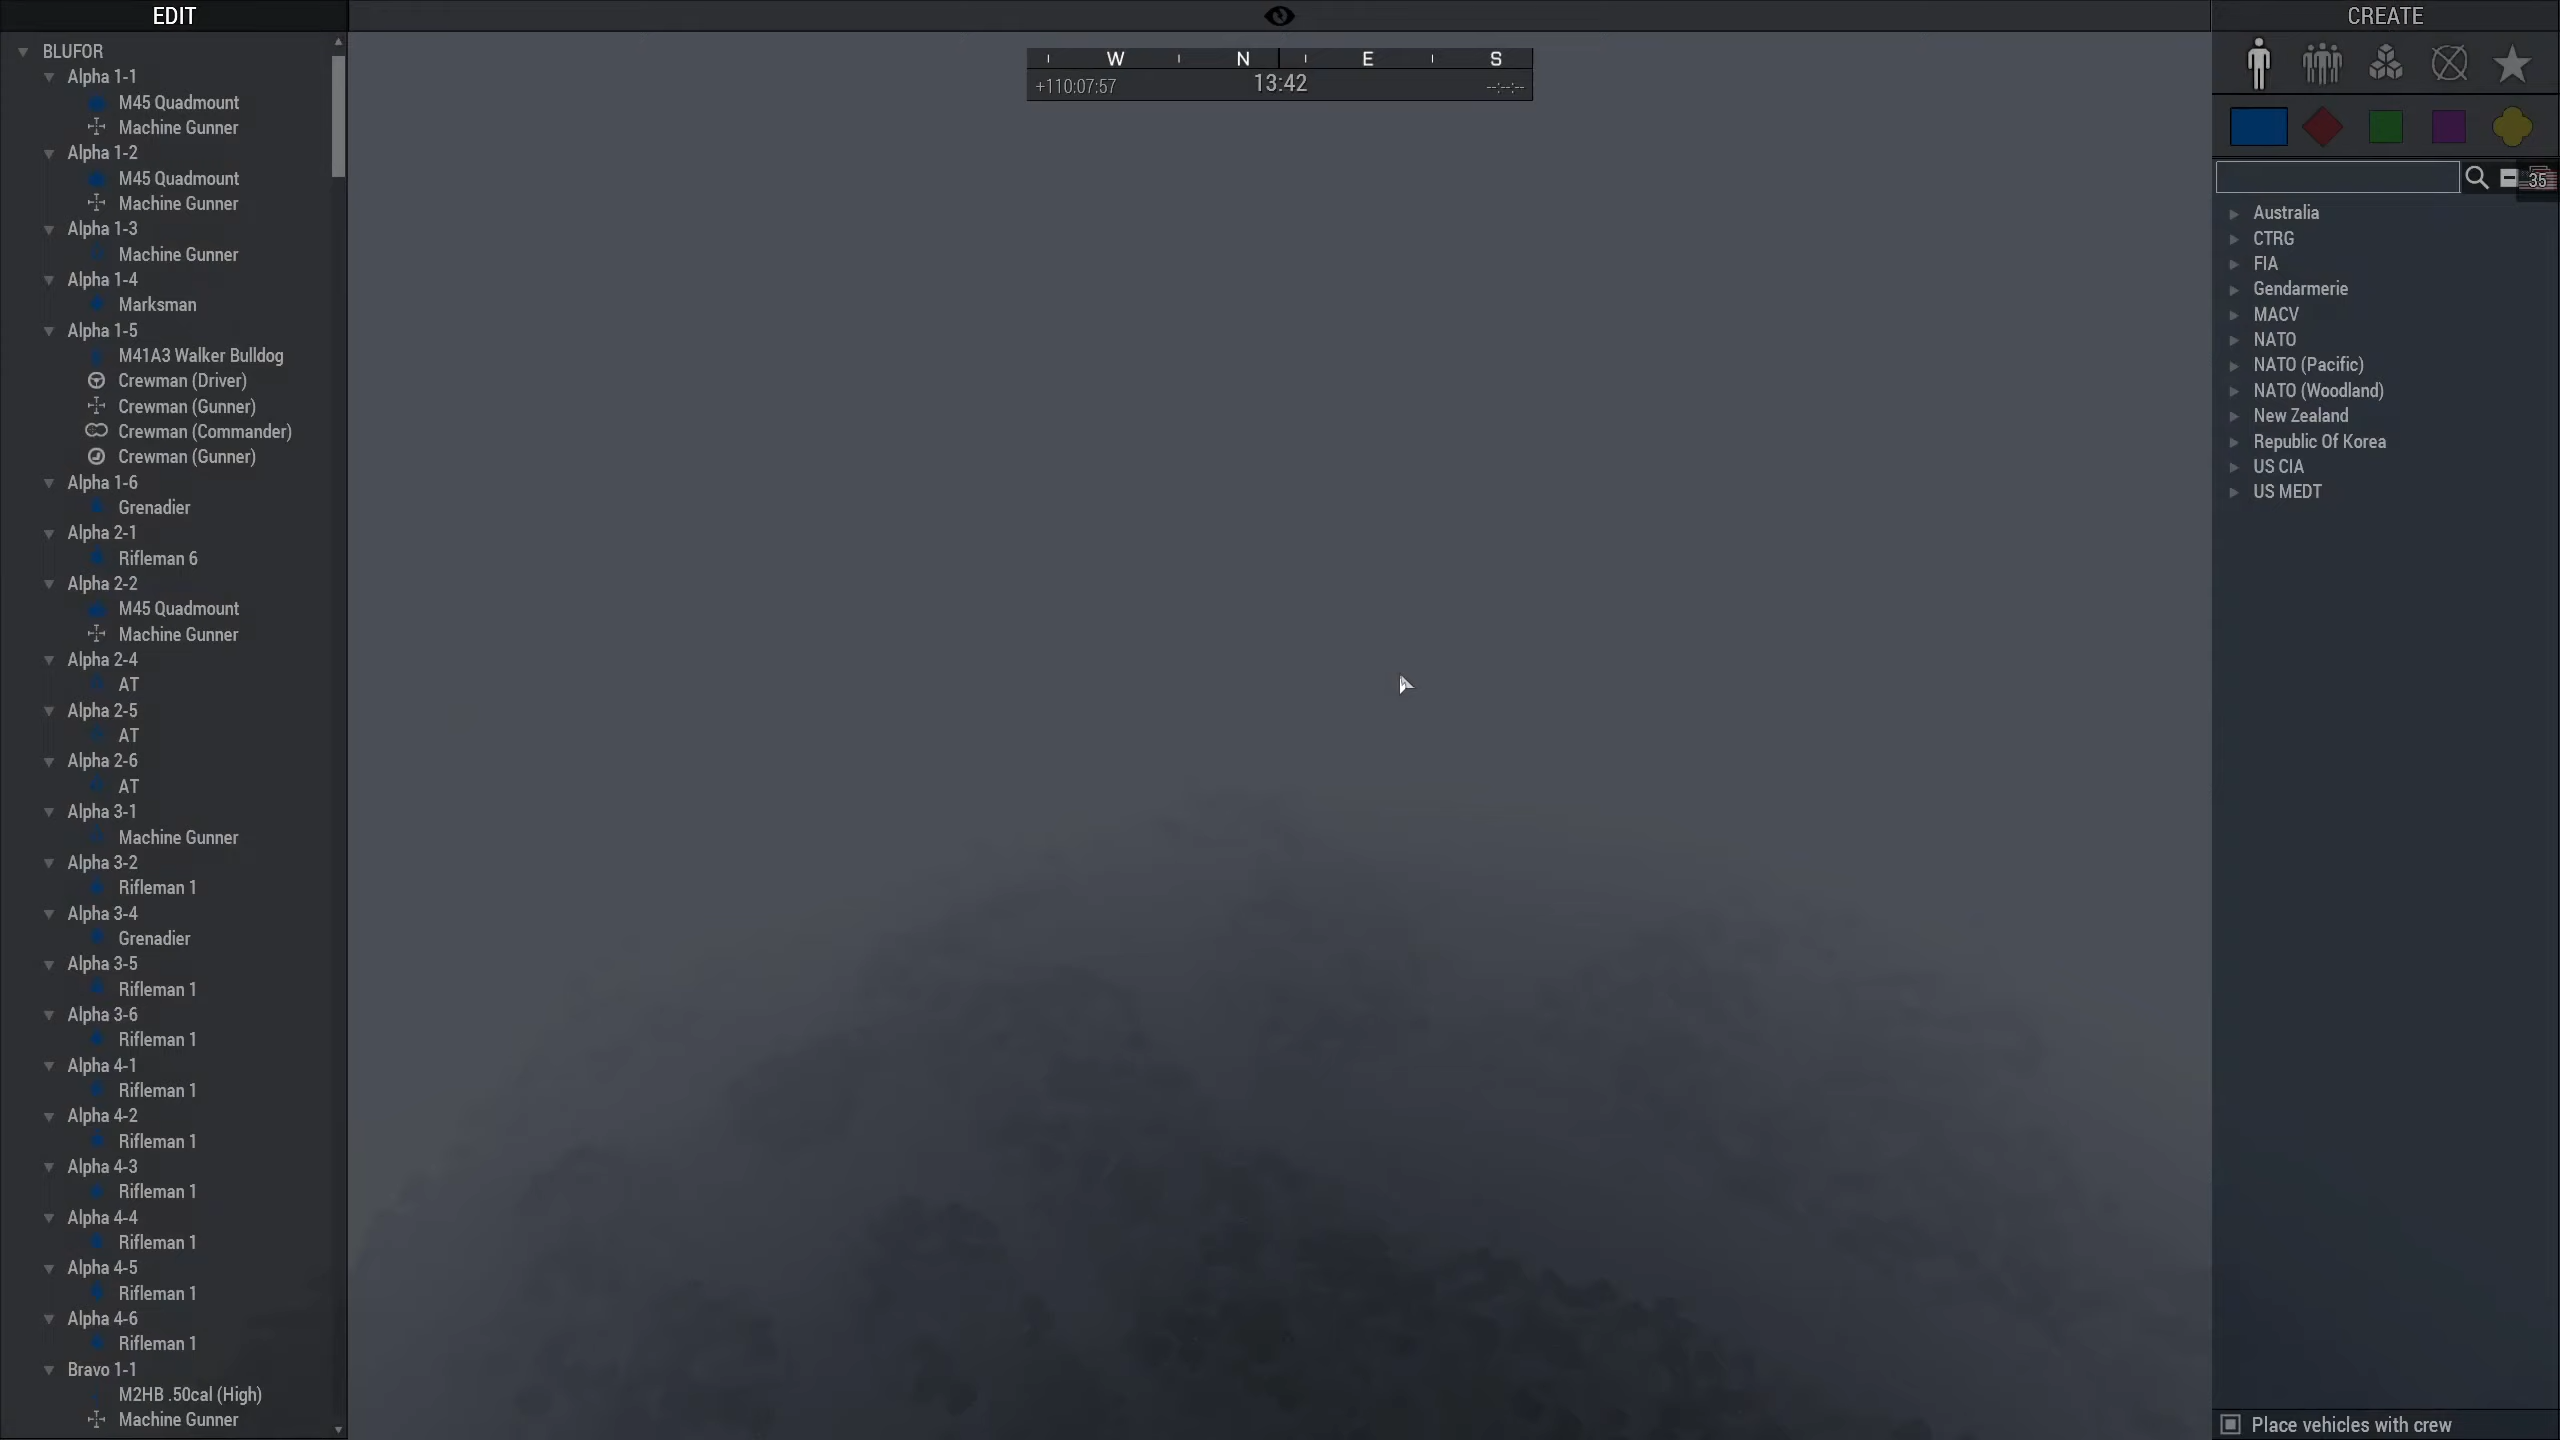 EDIT
BLUFOR
Alpha 1-1
M45 Quadmount
Machine Gunner
Alpha 1-2
M45 Quadmount
Machine Gunner
Alpha 1-3
Machine Gunner
Alpha 1-4
Marksman
Alpha 1-5
M41A3 Walker Bulldog
Crewman (Driver)
Crewman (Gunner)
Crewman (Commander)
Crewman (Gunner)
Alpha 1-6
Grenadier
Alpha 2-1
Rifleman 6
Alpha 2-2
M45 Quadmount
Machine Gunner
Alpha 2-4
AT
Alpha 2-5
AT
Alpha 2-6
AT
Alpha 3-1
Machine Gunner
Alpha 3-2
Rifleman 1
Alpha 3-4
Grenadier
Alpha 3-5
Rifleman 1
Alpha 3-6
Rifleman 1
Alpha 4-1
Rifleman 1
Alpha 4-2
Rifleman 1
Alpha 4-3
Rifleman 1
Alpha 4-4
Rifleman 1
Alpha 4-5
Rifleman 1
Alpha 4-6
Rifleman 1
Bravo 1-1
M2HB .50cal (High)
Machine Gunner
W N E S
+110:07:57 13:42 --:--:--
CREATE
35
Australia
CTRG
FIA
Gendarmerie
MACV
NATO
NATO (Pacific)
NATO (Woodland)
New Zealand
Republic Of Korea
US CIA
US MEDT
Place vehicles with crew